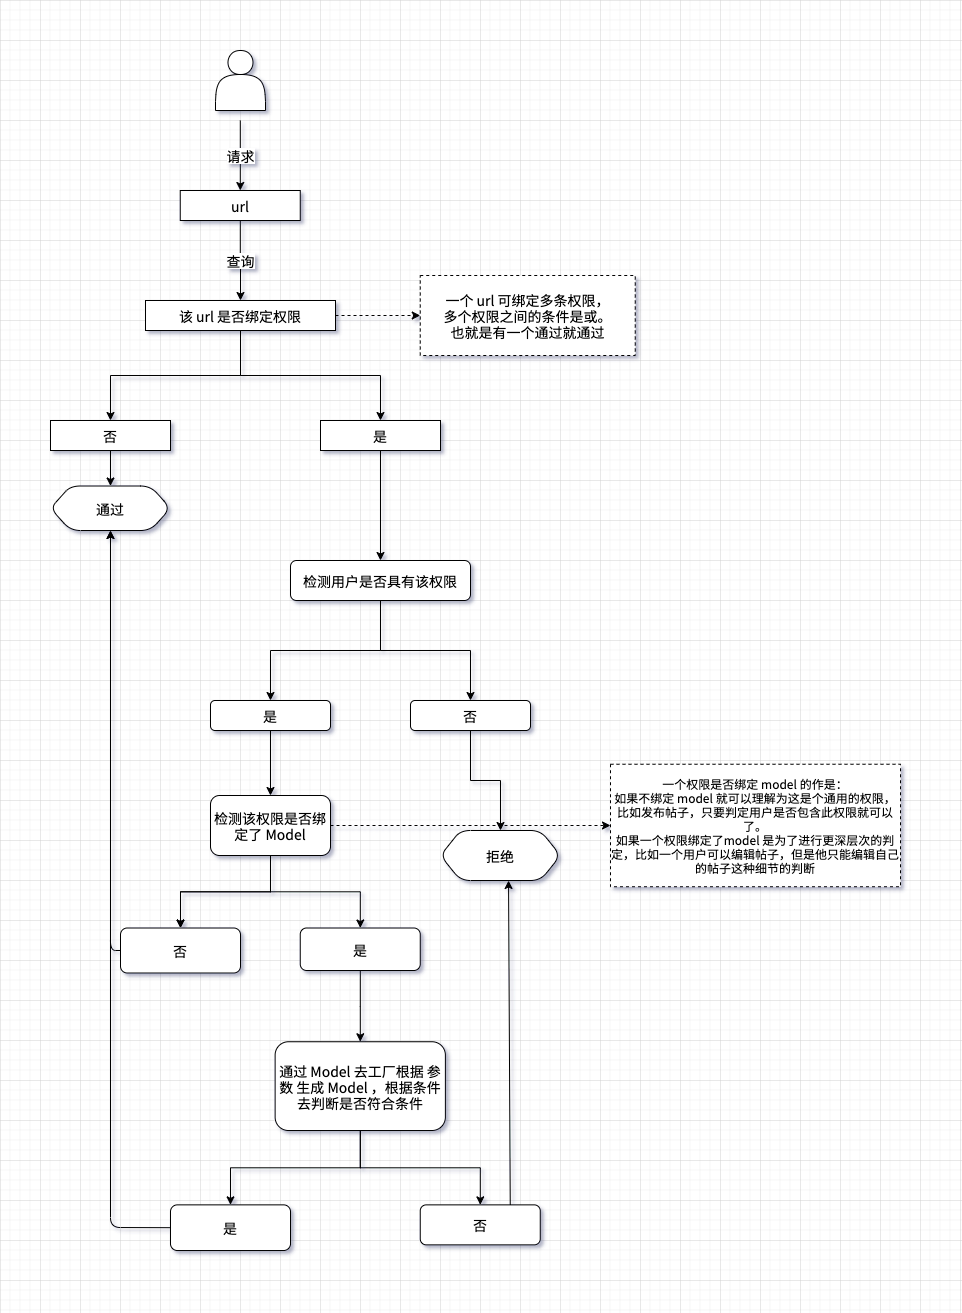 请求
url
查询
该 url 是否绑定权限
一个 url 可绑定多条权限，
多个权限之间的条件是或。
也就是有一个通过就通过
否
是
通过
检测用户是否具有该权限
是
否
检测该权限是否绑
定了 Model
一个权限是否绑定 model 的作是：
如果不绑定 model 就可以理解为这是个通用的权限，
比如发布帖子，只要判定用户是否包含此权限就可以
了。
如果一个权限绑定了model 是为了进行更深层次的判
定，比如一个用户可以编辑帖子，但是他只能编辑自己
的帖子这种细节的判断
拒绝
否
是
通过 Model 去工厂根据 参
数 生成 Model ，根据条件
去判断是否符合条件
是
否